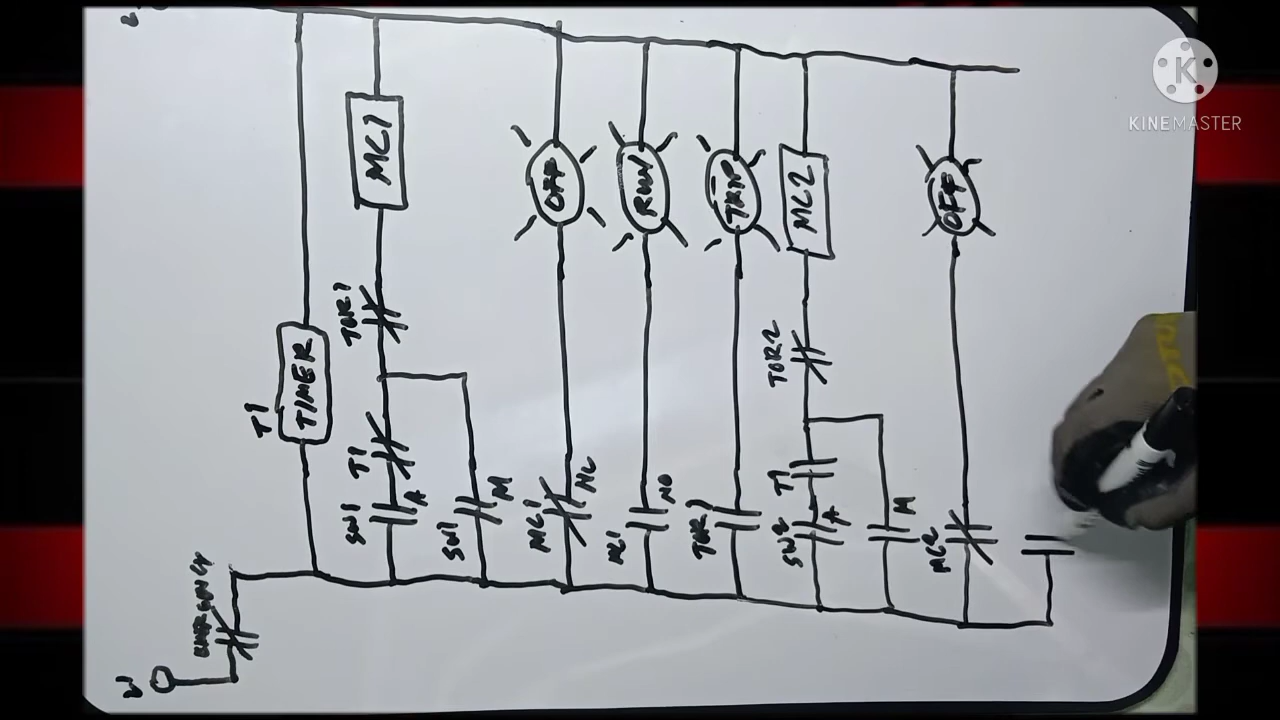 MC1
OFF
RUN
TRIP
MC2
OFF
TOR1
TIMER
T1
TOR2
T1
SW1
A
SW1
M
MC1
NC
MC1
NO
TOR1
SW2
T1
A
M
MC2
EMERGENCY
K
KINEMASTER